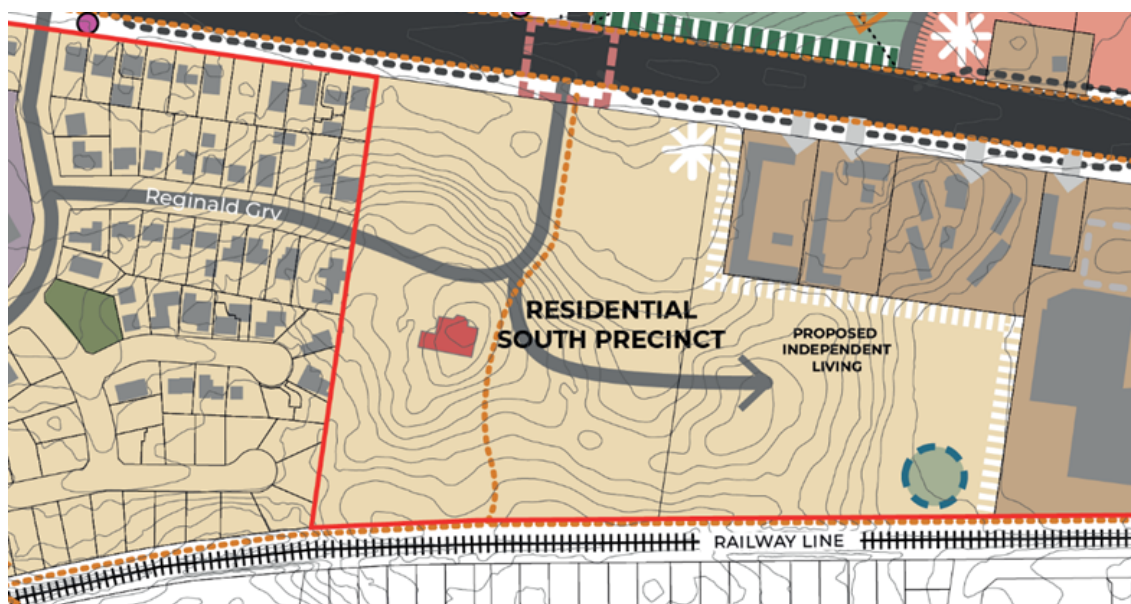 Reginald Grv
RESIDENTIAL
SOUTH PRECINCT
PROPOSED
INDEPENDENT
LIVING
RAILWAY LINE